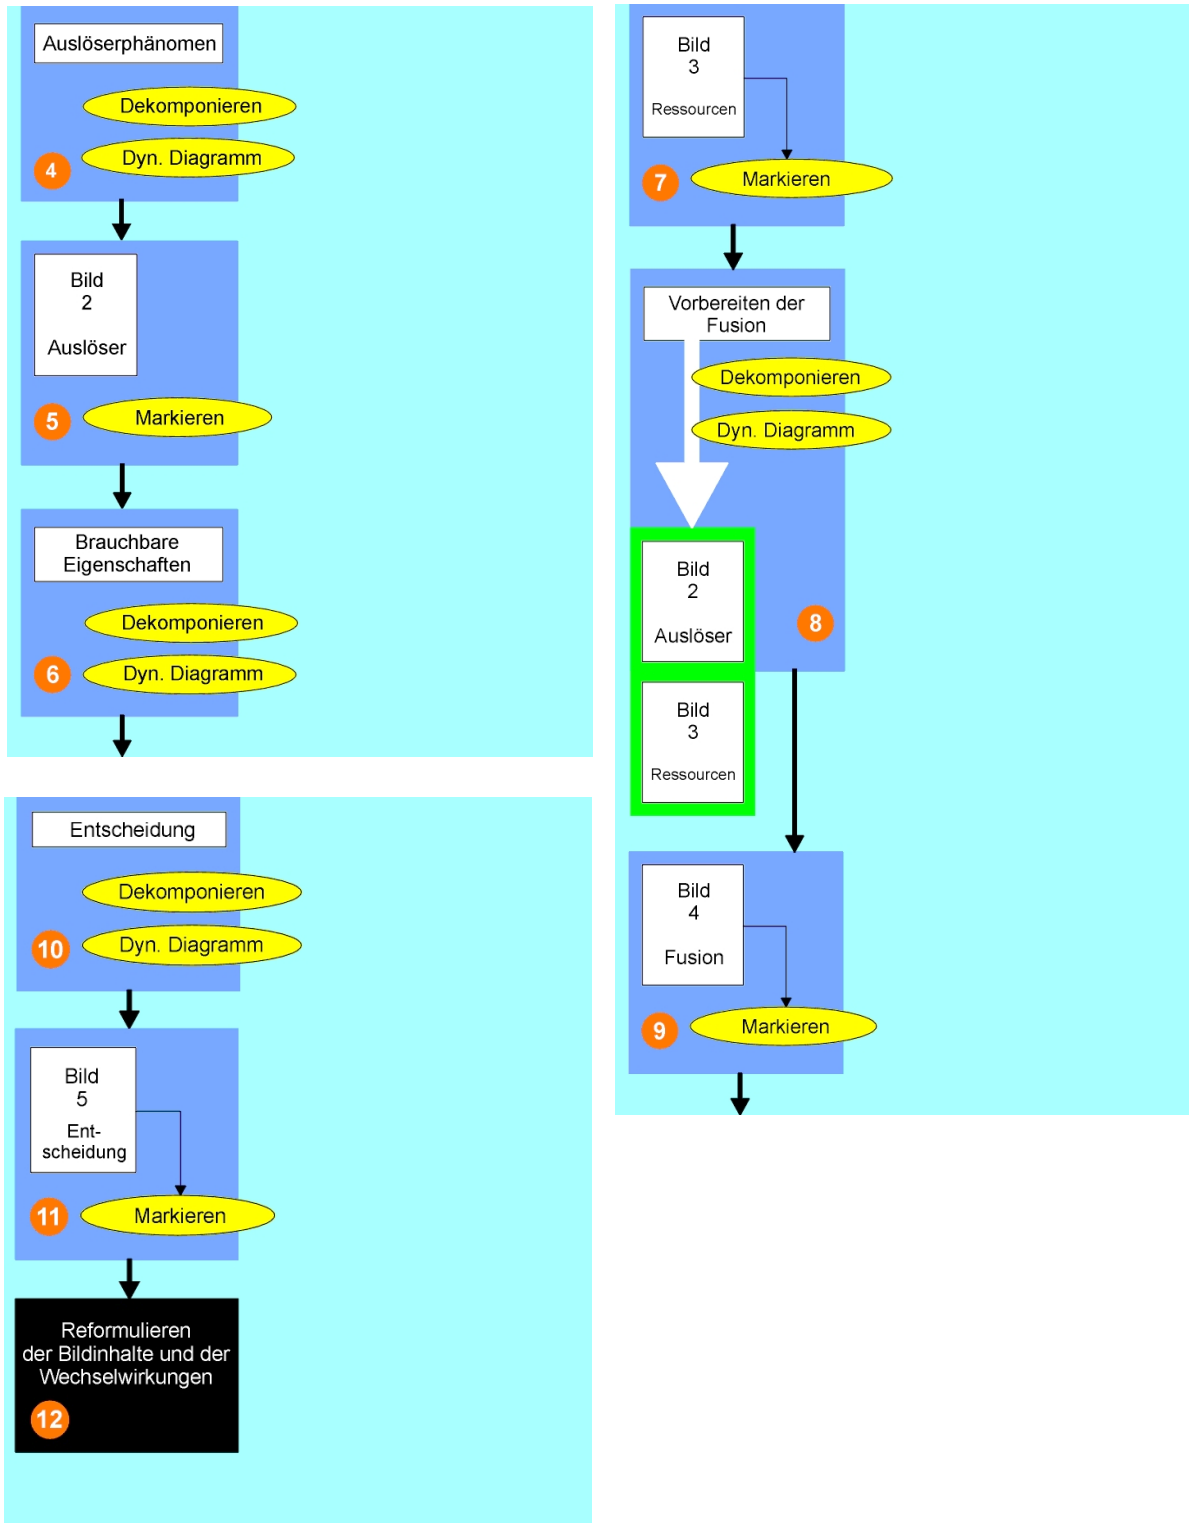 Auslöserphänomen
Dekomponieren
Dyn. Diagramm
4
Bild
2
Auslöser
5
Markieren
Brauchbare
Eigenschaften
Dekomponieren
6
Dyn. Diagramm
Bild
3
Ressourcen
7
Markieren
Vorbereiten der
Fusion
Dekomponieren
Dyn. Diagramm
Bild
2
Auslöser
8
Bild
3
Ressourcen
Bild
4
Fusion
9
Markieren
Entscheidung
Dekomponieren
10
Dyn. Diagramm
Bild
5
Ent-
scheidung
11
Markieren
Reformulieren
der Bildinhalte und der
Wechselwirkungen
12